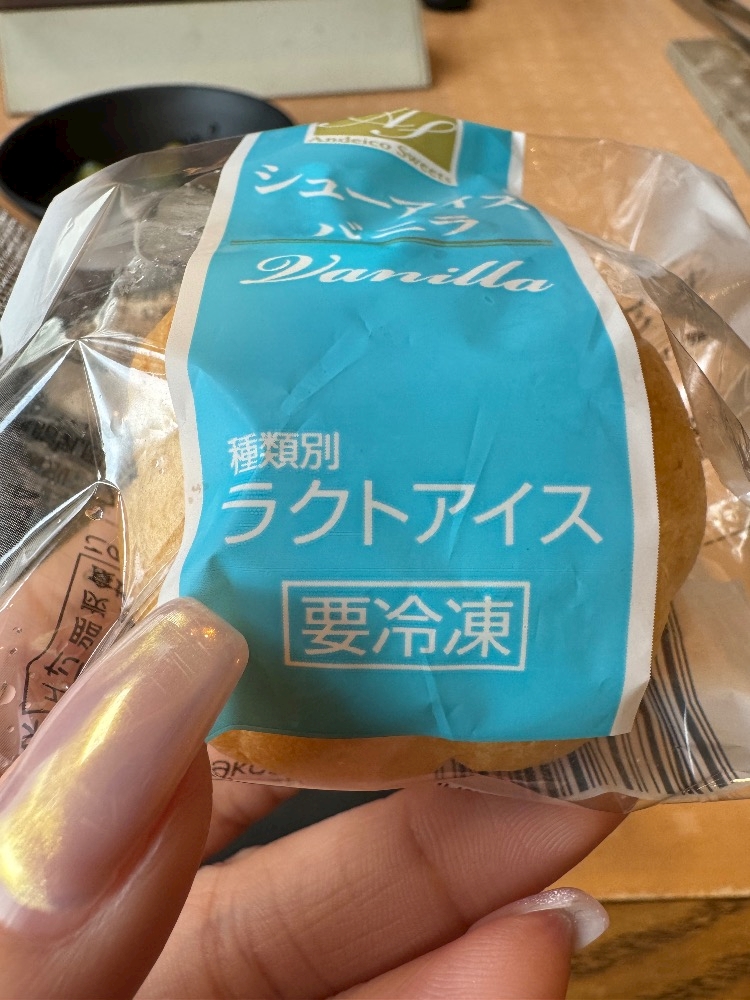 AS
Andeico Sweets
シューアイス
バニラ
Vanilla
種類別
ラクトアイス
要冷凍